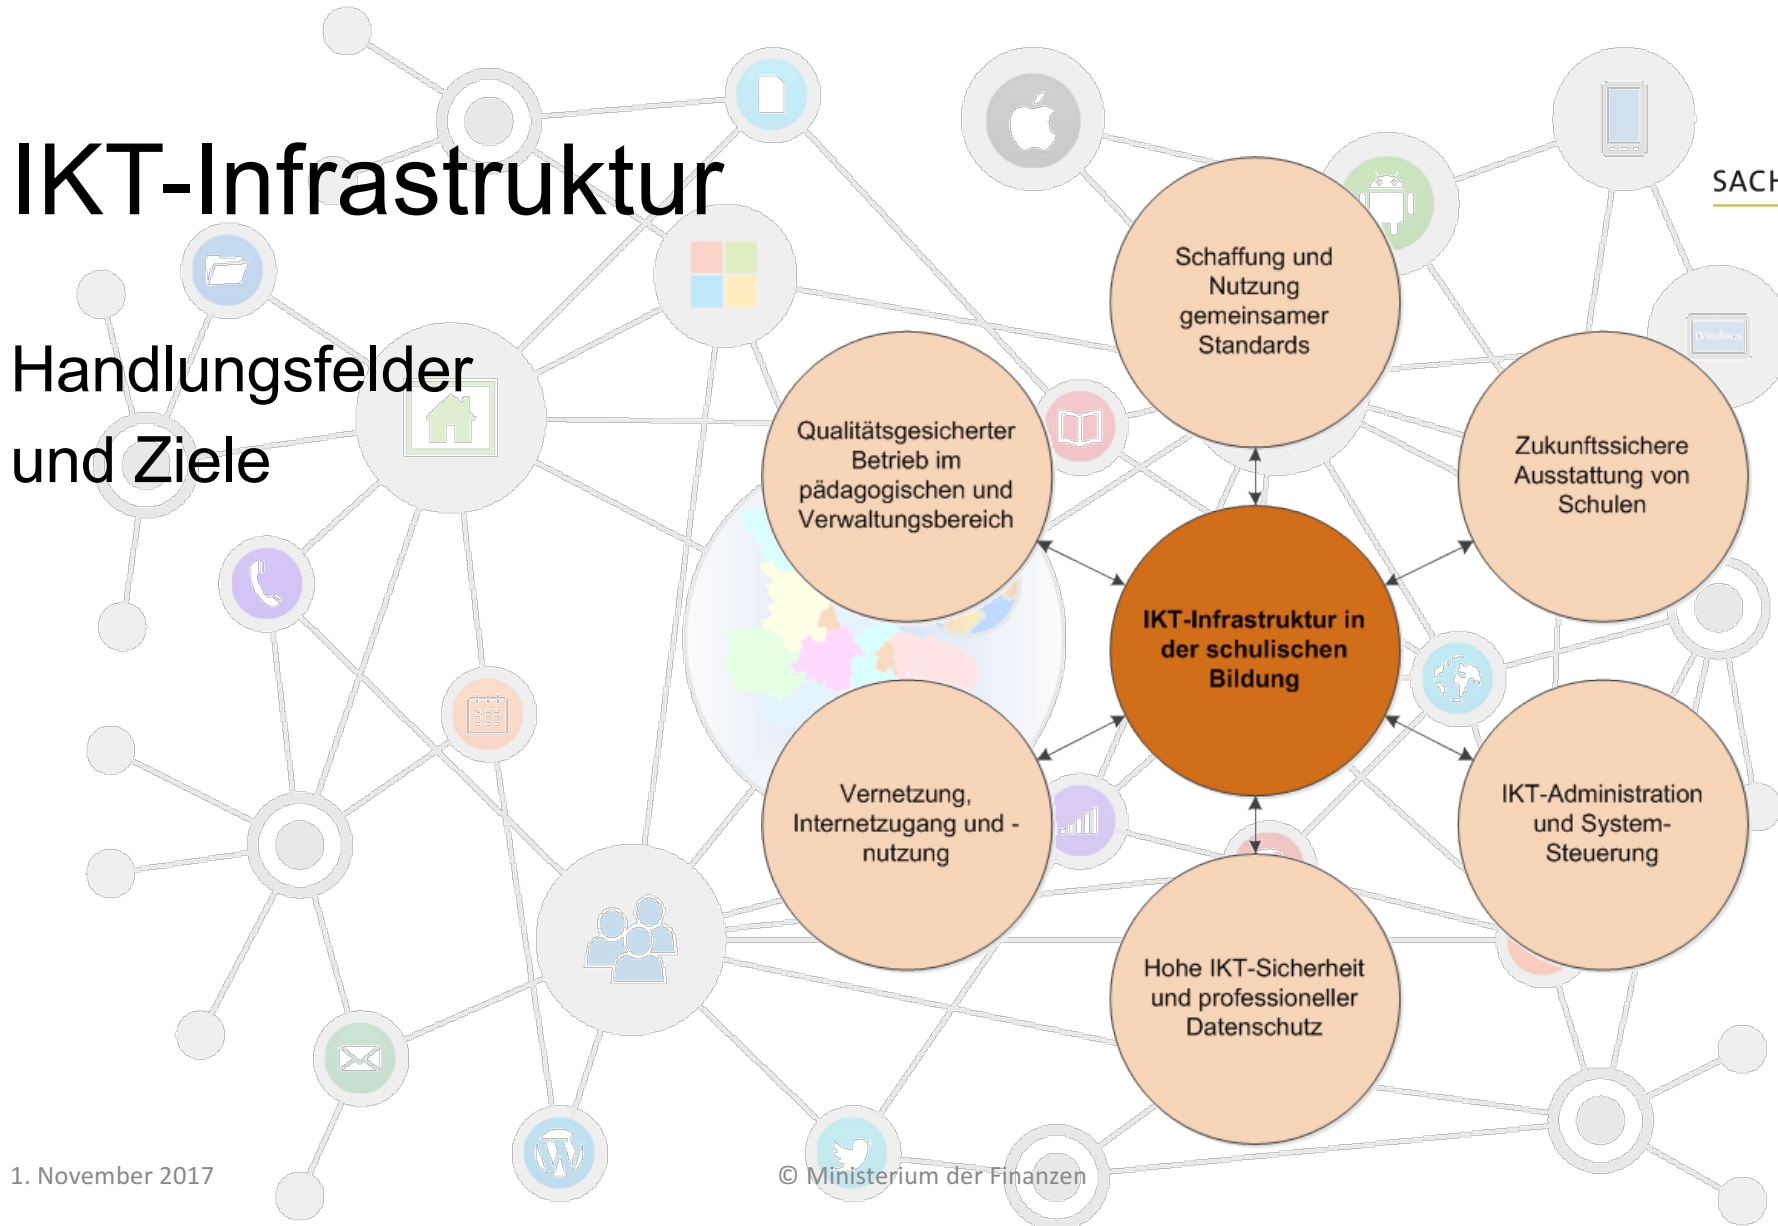 IKT-Infrastruktur
SACH
Handlungsfelder
und Ziele
Schaffung und
Nutzung
gemeinsamer
Standards
Qualitätsgesicherter
Betrieb im
pädagogischen und
Verwaltungsbereich
Zukunftssichere
Ausstattung von
Schulen
IKT-Infrastruktur in
der schulischen
Bildung
Vernetzung,
Internetzugang und -
nutzung
IKT-Administration
und System-
Steuerung
Hohe IKT-Sicherheit
und professioneller
Datenschutz
Windows
1. November 2017
© Ministerium der Finanzen